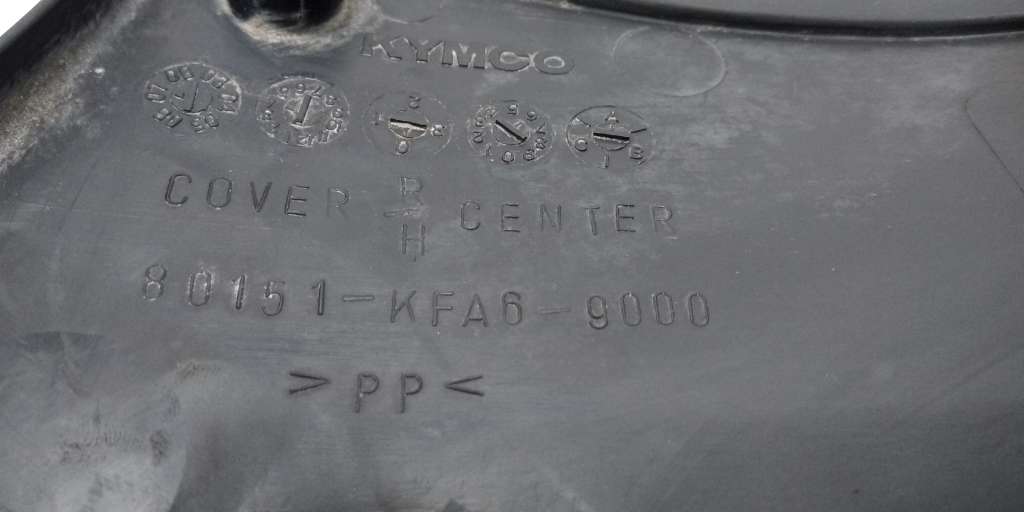 KYMCO
COVER R/H CENTER
80151-KFA6-9000
>PP<